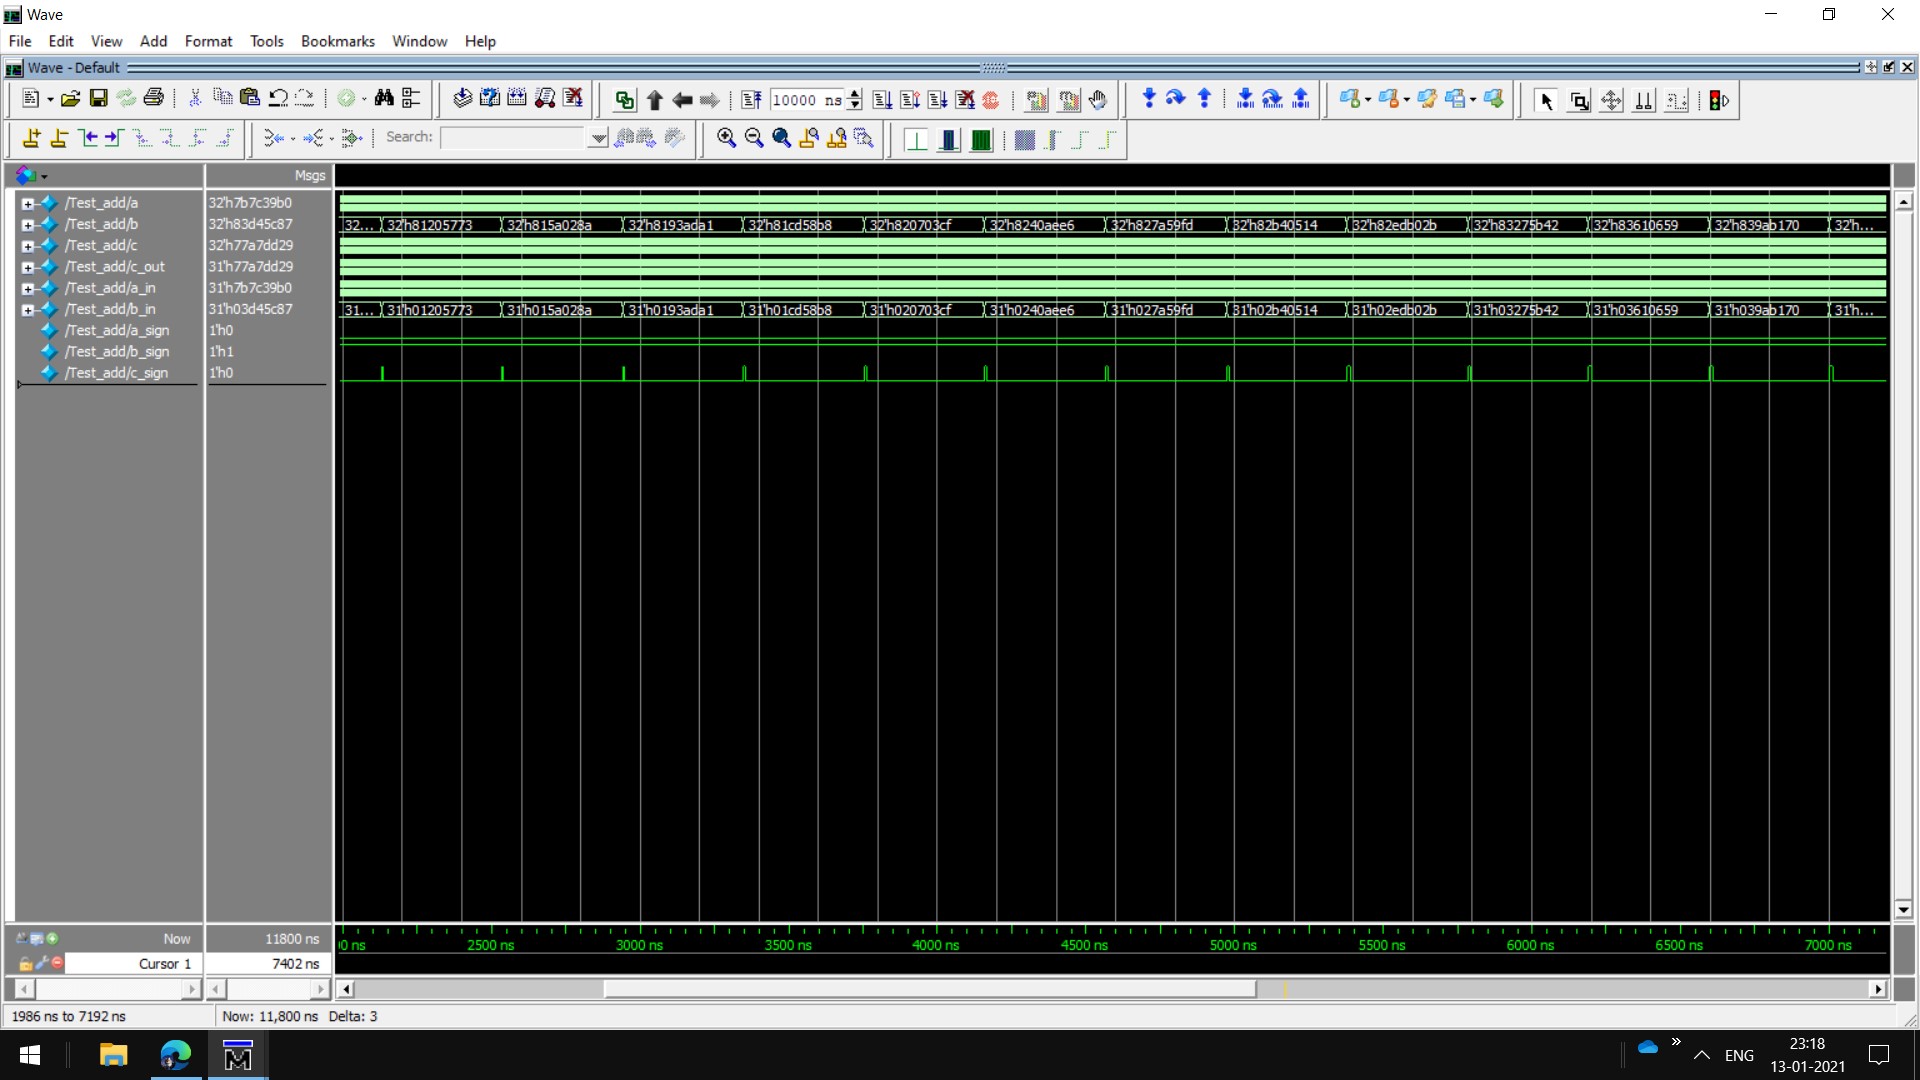 Wave
File Edit View Add Format Tools Bookmarks Window Help
Wave - Default
10000 ns
Search:
Msgs
/Test_add/a 32'h7b7c39b0
/Test_add/b 32'h83d45c87 32... 32'h81205773 32'h815a028a 32'h8193ada1 32'h81cd58b8 32'h820703cf 32'h8240aee6 32'h827a59fd 32'h82b40514 32'h82edb02b 32'h83275b42 32'h83610659 32'h839ab170 32'h...
/Test_add/c 32'h77a7dd29
/Test_add/c_out 31'h77a7dd29
/Test_add/a_in 31'h7b7c39b0
/Test_add/b_in 31'h03d45c87 31... 31'h01205773 31'h015a028a 31'h0193ada1 31'h01cd58b8 31'h020703cf 31'h0240aee6 31'h027a59fd 31'h02b40514 31'h02edb02b 31'h03275b42 31'h03610659 31'h039ab170 31'h...
/Test_add/a_sign 1'h0
/Test_add/b_sign 1'h1
/Test_add/c_sign 1'h0
Now 11800 ns 2500 ns 3000 ns 3500 ns 4000 ns 4500 ns 5000 ns 5500 ns 6000 ns 6500 ns 7000 ns
Cursor 1 7402 ns
1986 ns to 7192 ns Now: 11,800 ns Delta: 3
M
ENG
23:18
13-01-2021